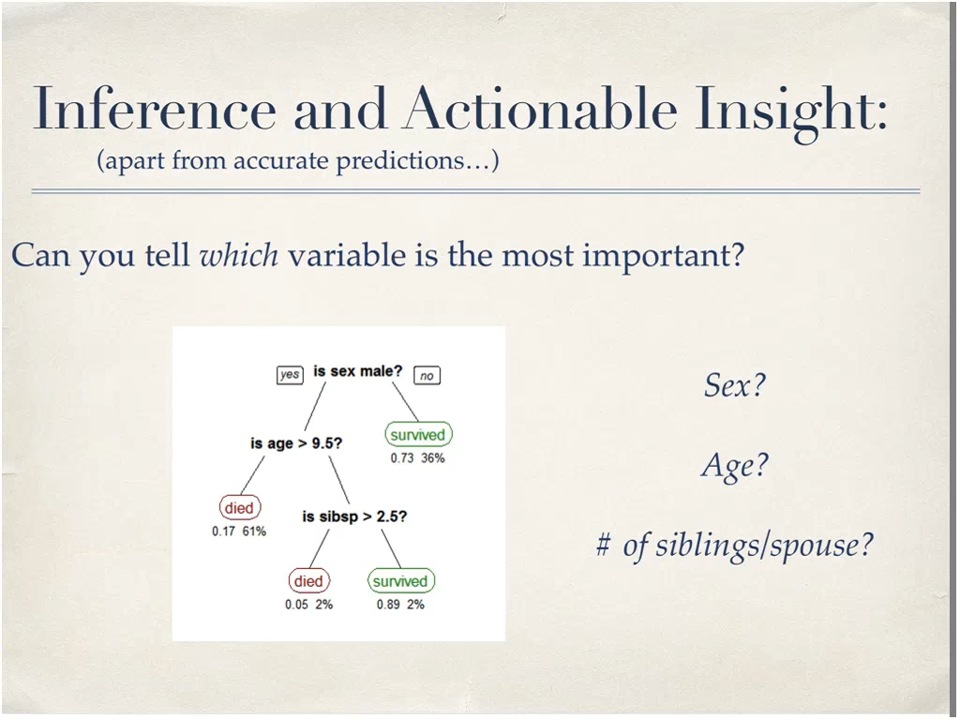 Inference and Actionable Insight:
(apart from accurate predictions...)
Can you tell which variable is the most important?
yes is sex male? no
is age > 9.5?
survived
0.73 36%
died
0.17 61%
is sibsp > 2.5?
died
0.05 2%
survived
0.89 2%
Sex?
Age?
# of siblings/spouse?